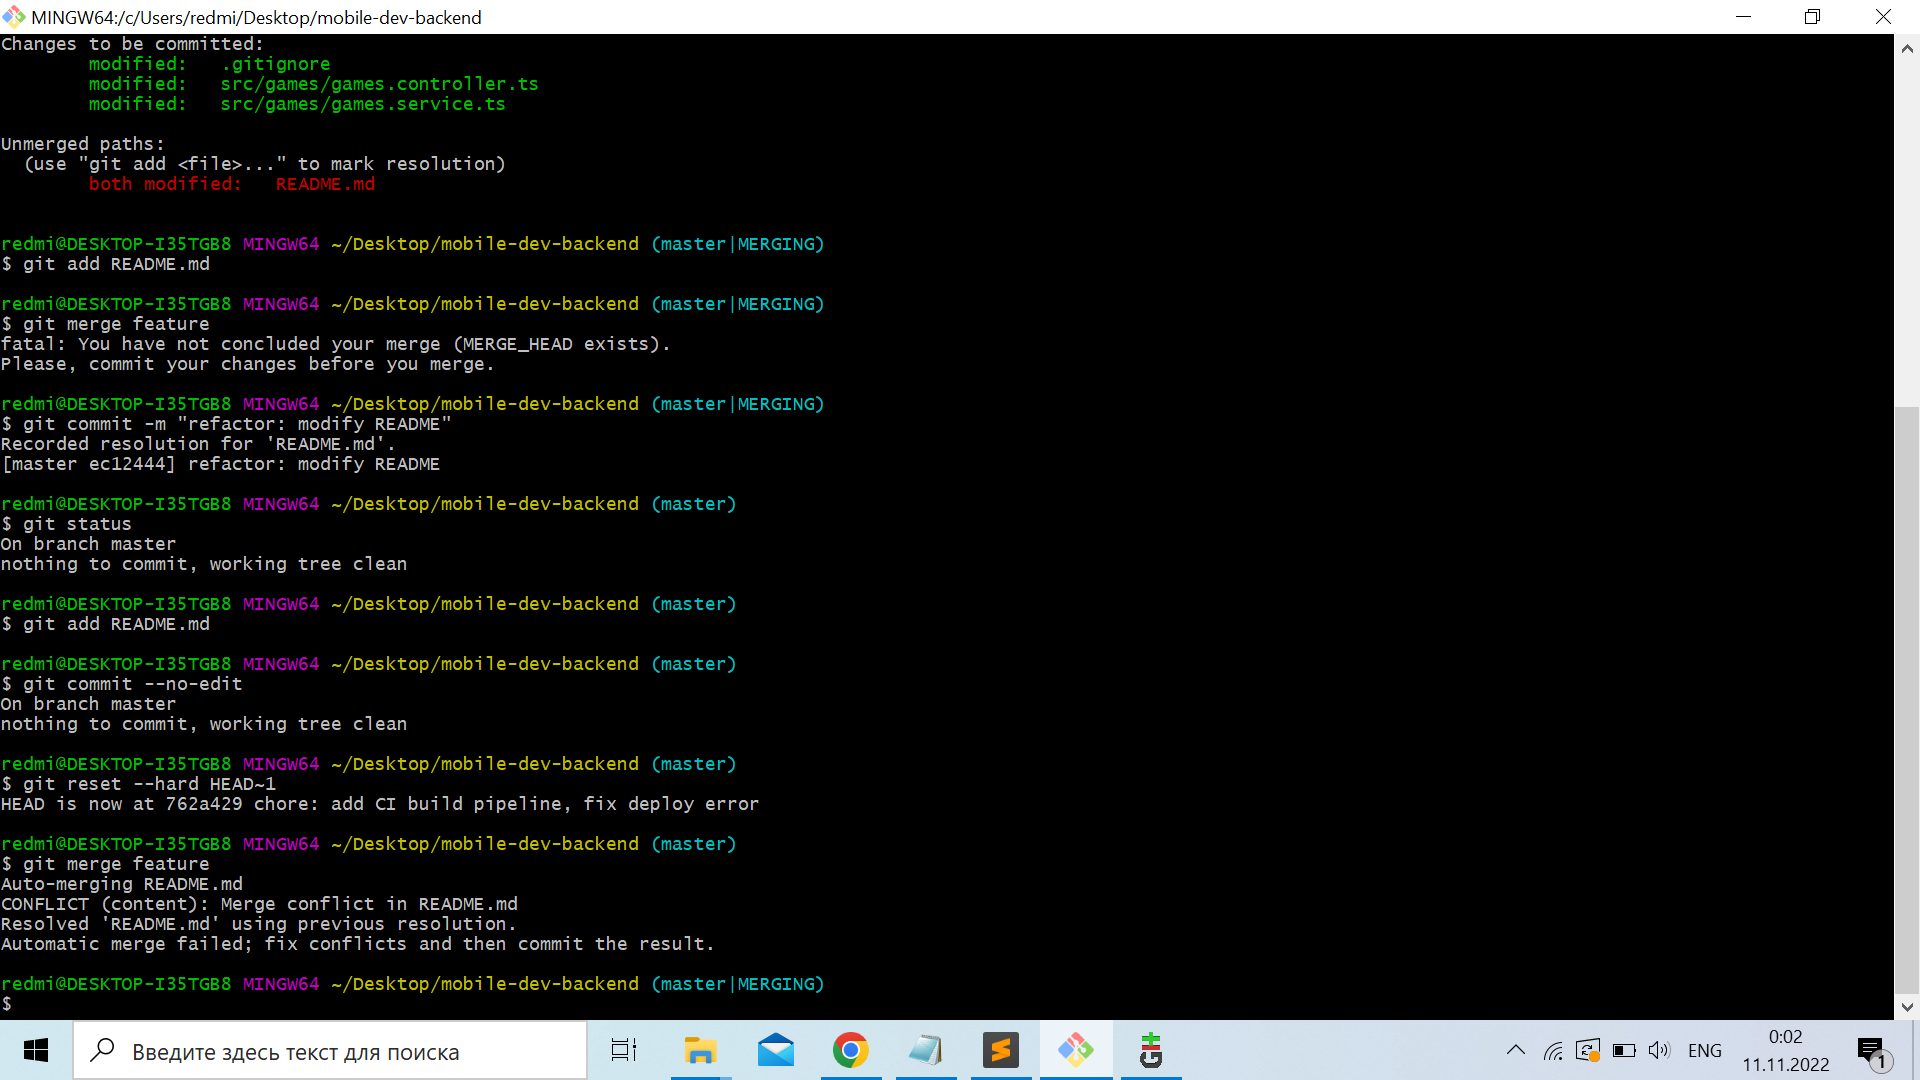 MINGW64:/c/Users/redmi/Desktop/mobile-dev-backend
Changes to be committed:
modified:   .gitignore
modified:   src/games/games.controller.ts
modified:   src/games/games.service.ts
Unmerged paths:
(use "git add <file>..." to mark resolution)
both modified:   README.md
redmi@DESKTOP-I35TGB8 MINGW64 ~/Desktop/mobile-dev-backend (master|MERGING)
$ git add README.md
redmi@DESKTOP-I35TGB8 MINGW64 ~/Desktop/mobile-dev-backend (master|MERGING)
$ git merge feature
fatal: You have not concluded your merge (MERGE_HEAD exists).
Please, commit your changes before you merge.
redmi@DESKTOP-I35TGB8 MINGW64 ~/Desktop/mobile-dev-backend (master|MERGING)
$ git commit -m "refactor: modify README"
Recorded resolution for 'README.md'.
[master ec12444] refactor: modify README
redmi@DESKTOP-I35TGB8 MINGW64 ~/Desktop/mobile-dev-backend (master)
$ git status
On branch master
nothing to commit, working tree clean
redmi@DESKTOP-I35TGB8 MINGW64 ~/Desktop/mobile-dev-backend (master)
$ git add README.md
redmi@DESKTOP-I35TGB8 MINGW64 ~/Desktop/mobile-dev-backend (master)
$ git commit --no-edit
On branch master
nothing to commit, working tree clean
redmi@DESKTOP-I35TGB8 MINGW64 ~/Desktop/mobile-dev-backend (master)
$ git reset --hard HEAD~1
HEAD is now at 762a429 chore: add CI build pipeline, fix deploy error
redmi@DESKTOP-I35TGB8 MINGW64 ~/Desktop/mobile-dev-backend (master)
$ git merge feature
Auto-merging README.md
CONFLICT (content): Merge conflict in README.md
Resolved 'README.md' using previous resolution.
Automatic merge failed; fix conflicts and then commit the result.
redmi@DESKTOP-I35TGB8 MINGW64 ~/Desktop/mobile-dev-backend (master|MERGING)
$
Введите здесь текст для поиска
ENG
0:02
11.11.2022
1